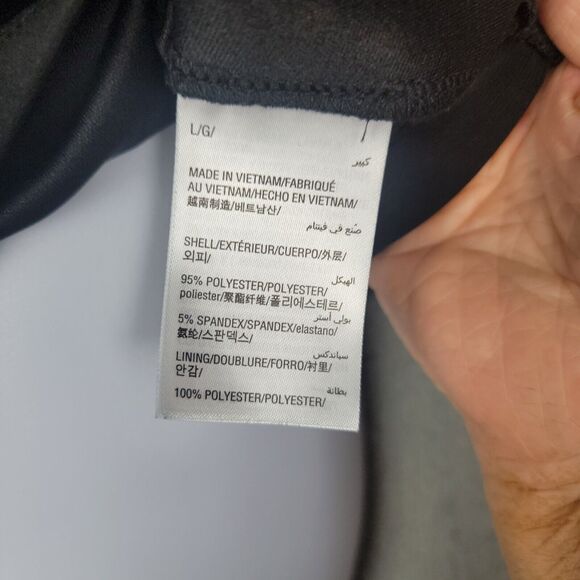 L/G/
كبير
MADE IN VIETNAM/FABRIQUÉ
AU VIETNAM/HECHO EN VIETNAM/
越南制造/베트남산/
صُنع في فيتنام
SHELL/EXTÉRIEUR/CUERPO/外层/
외피/
الهيكل
95% POLYESTER/POLYESTER/
poliester/聚酯纤维/폴리에스테르/
بولي أستر
5% SPANDEX/SPANDEX/elastano/
氨纶/스판덱스/
سباندكس
LINING/DOUBLURE/FORRO/衬里/
안감/
بطانة
100% POLYESTER/POLYESTER/